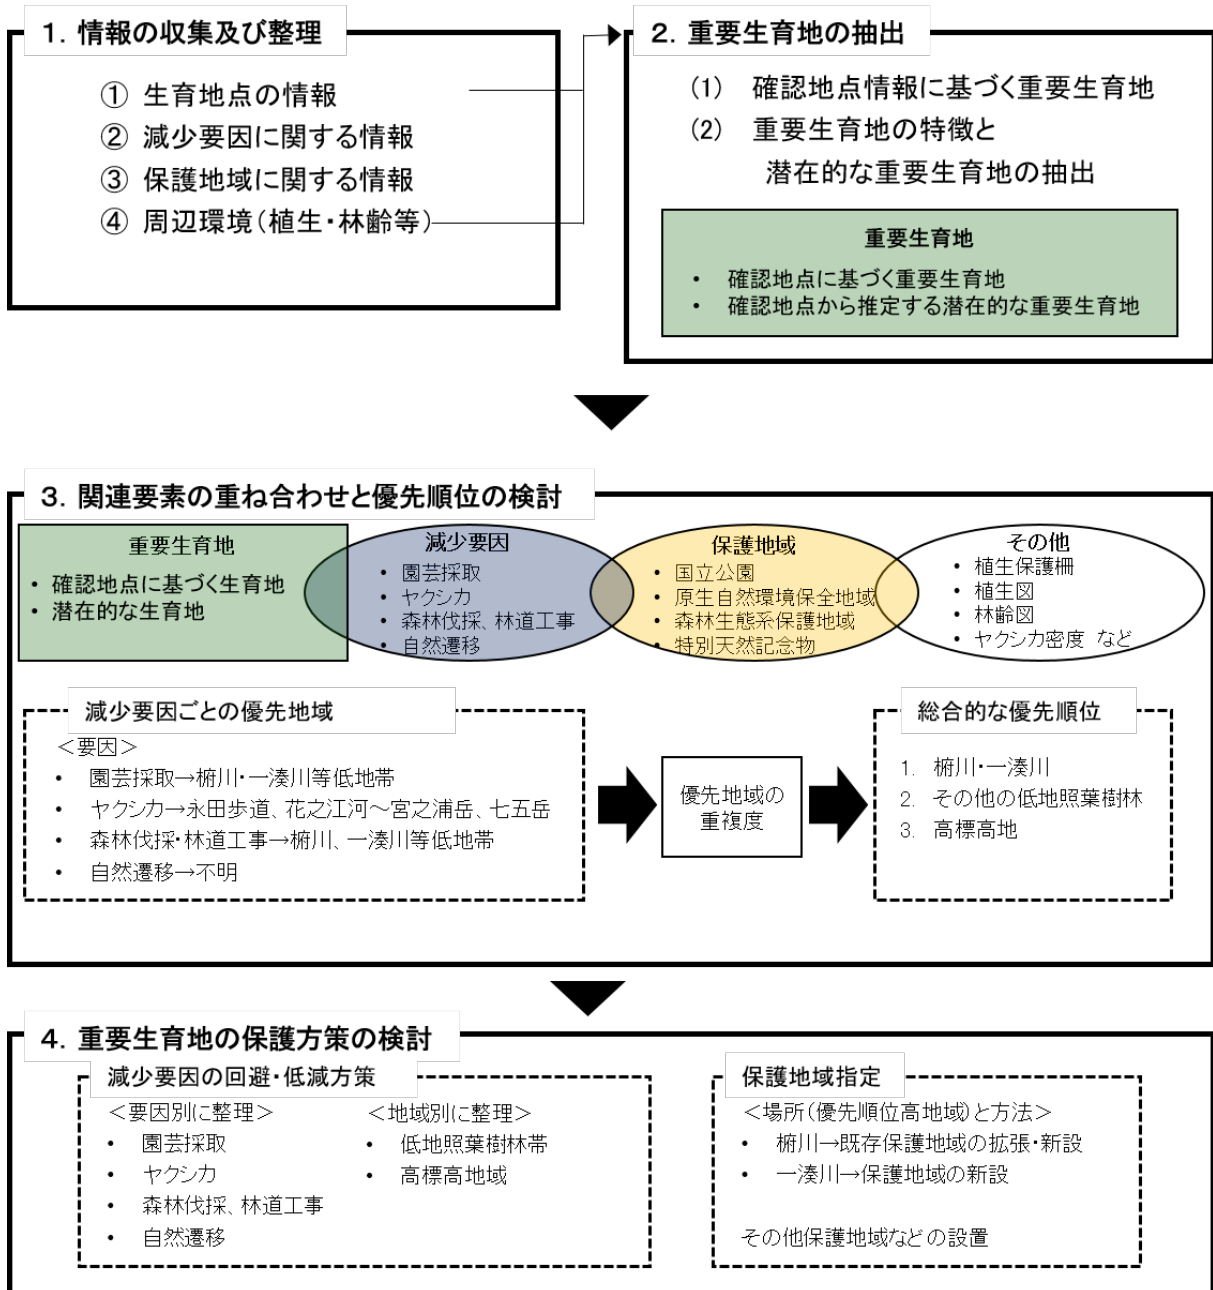 1．情報の収集及び整理
① 生育地点の情報
② 減少要因に関する情報
③ 保護地域に関する情報
④ 周辺環境（植生・林齢等）
2．重要生育地の抽出
(1) 確認地点情報に基づく重要生育地
(2) 重要生育地の特徴と
潜在的な重要生育地の抽出
重要生育地
• 確認地点に基づく重要生育地
• 確認地点から推定する潜在的な重要生育地
3．関連要素の重ね合わせと優先順位の検討
重要生育地
• 確認地点に基づく生育地
• 潜在的な生育地
減少要因
• 園芸採取
• ヤクシカ
• 森林伐採、林道工事
• 自然遷移
保護地域
• 国立公園
• 原生自然環境保全地域
• 森林生態系保護地域
• 特別天然記念物
その他
• 植生保護柵
• 植生図
• 林齢図
• ヤクシカ密度 など
減少要因ごとの優先地域
＜要因＞
• 園芸採取→椨川・一湊川等低地帯
• ヤクシカ→永田歩道、花之江河～宮之浦岳、七五岳
• 森林伐採・林道工事→椨川、一湊川等低地帯
• 自然遷移→不明
優先地域の
重複度
総合的な優先順位
1. 椨川・一湊川
2. その他の低地照葉樹林
3. 高標高地
4．重要生育地の保護方策の検討
減少要因の回避・低減方策
＜要因別に整理＞
• 園芸採取
• ヤクシカ
• 森林伐採、林道工事
• 自然遷移
＜地域別に整理＞
• 低地照葉樹林帯
• 高標高地域
保護地域指定
＜場所（優先順位高地域）と方法＞
• 椨川→既存保護地域の拡張・新設
• 一湊川→保護地域の新設
その他保護地域などの設置